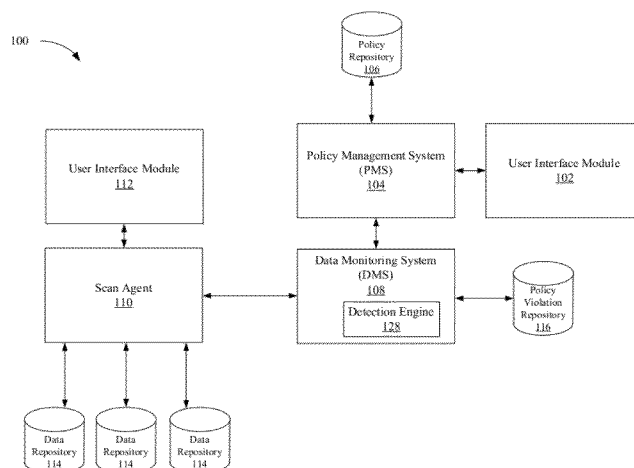 100
Policy
Repository
106
User Interface Module
112
Policy Management System
(PMS)
104
User Interface Module
102
Scan Agent
110
Data Monitoring System
(DMS)
108
Detection Engine
128
Policy
Violation
Repository
116
Data
Repository
114
Data
Repository
114
Data
Repository
114